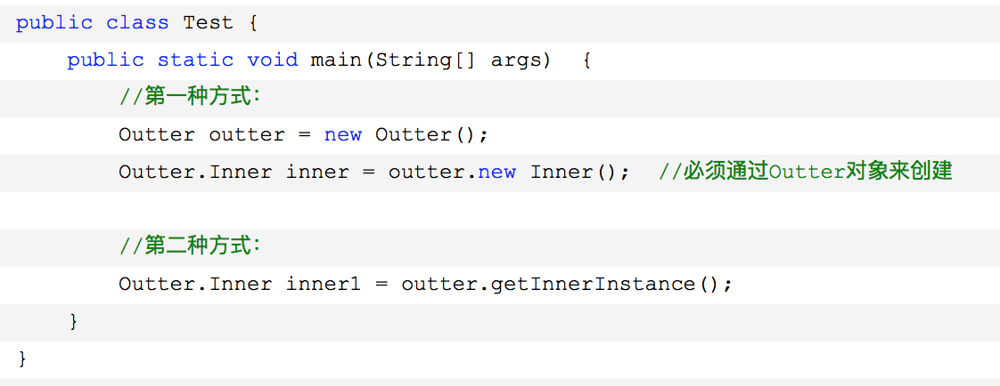 public class Test {
    public static void main(String[] args)  {
        //第一种方式：
        Outter outter = new Outter();
        Outter.Inner inner = outter.new Inner();  //必须通过Outter对象来创建
        //第二种方式：
        Outter.Inner inner1 = outter.getInnerInstance();
    }
}